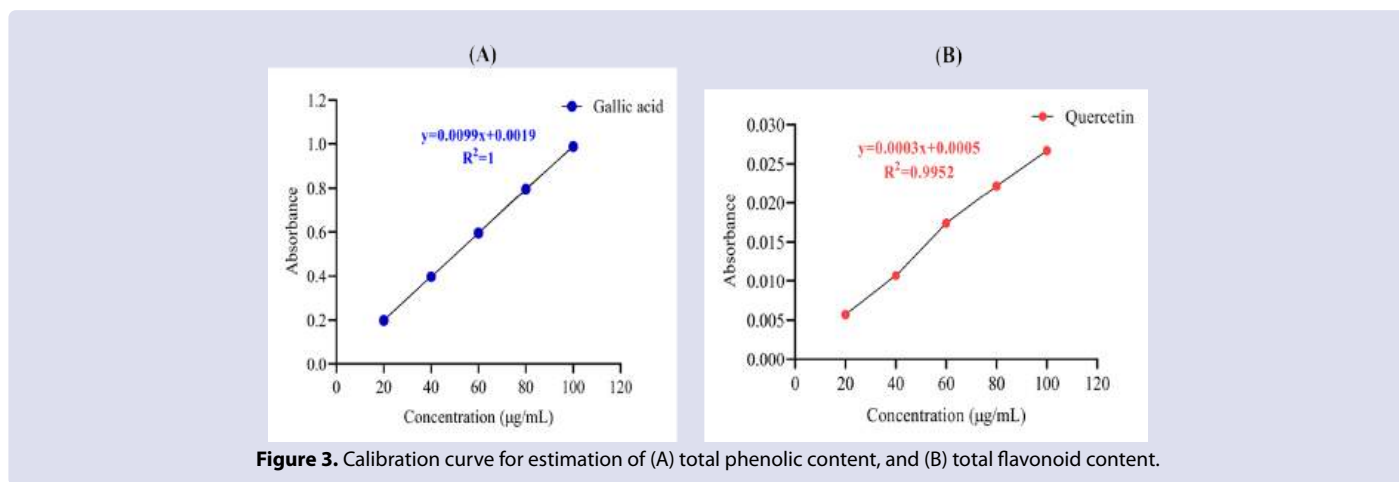 (A)
Gallic acid
y=0.0099x+0.0019
R²=1
1.2
1.0
0.8
0.6
0.4
0.2
0.0
Absorbance
0 20 40 60 80 100 120
Concentration (µg/mL)
(B)
Quercetin
y=0.0003x+0.0005
R²=0.9952
0.030
0.025
0.020
0.015
0.010
0.005
0.000
Absorbance
0 20 40 60 80 100 120
Concentration (µg/mL)
Figure 3. Calibration curve for estimation of (A) total phenolic content, and (B) total flavonoid content.